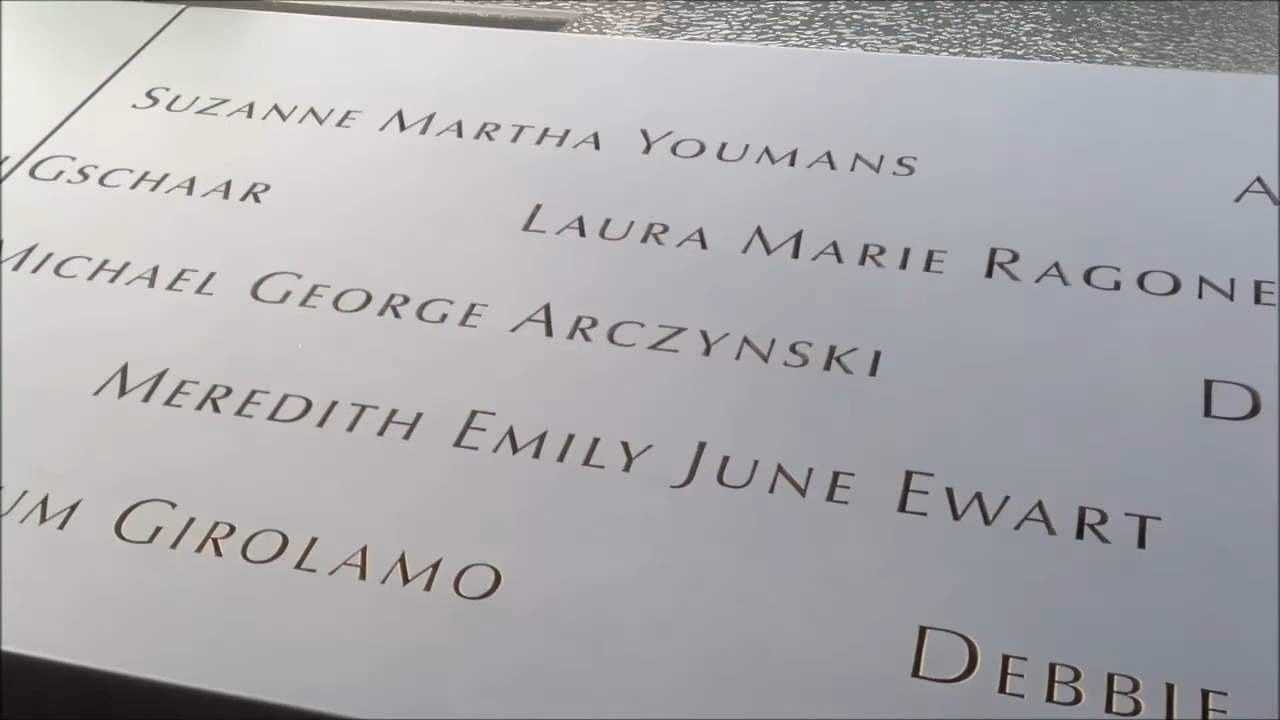 SUZANNE MARTHA YOUMANS
GSCHAAR
LAURA MARIE RAGONE
MICHAEL GEORGE ARCZYNSKI
MEREDITH EMILY JUNE EWART
GIROLAMO
DEBBIE